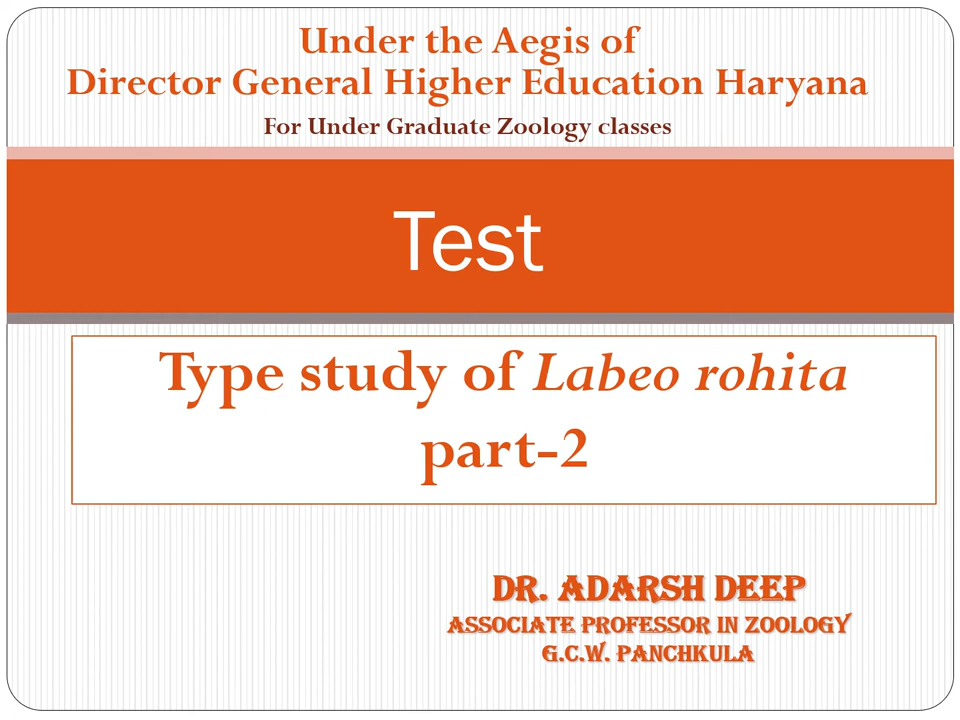 Under the Aegis of
Director General Higher Education Haryana
For Under Graduate Zoology classes
Test
Type study of Labeo rohita
part-2
DR. ADARSH DEEP
ASSOCIATE PROFESSOR IN ZOOLOGY
G.C.W. PANCHKULA